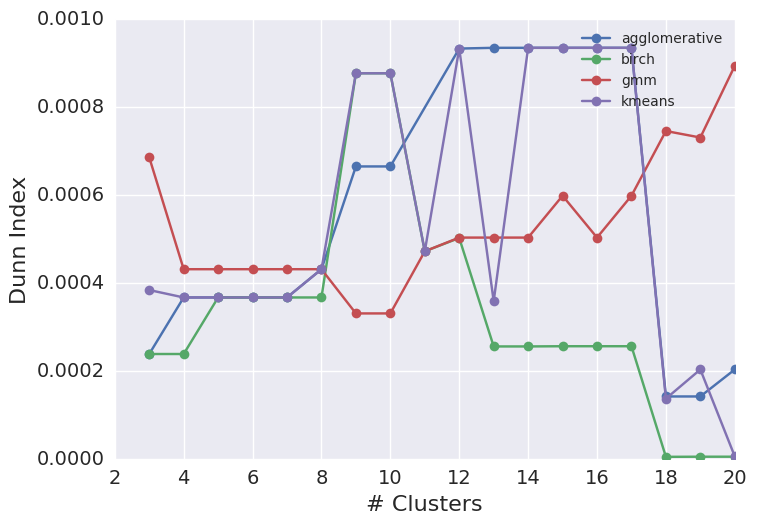 0.0010
0.0008
0.0006
0.0004
0.0002
0.0000
Dunn Index
2 4 6 8 10 12 14 16 18 20
# Clusters
agglomerative
birch
gmm
kmeans